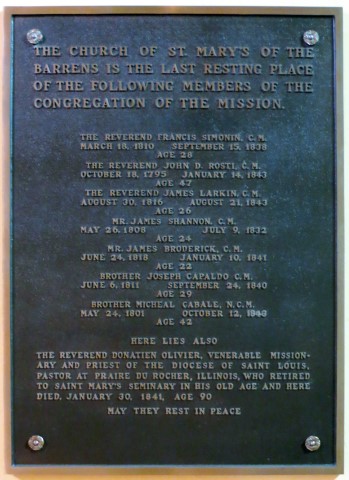 THE CHURCH OF ST. MARY'S OF THE
BARRENS IS THE LAST RESTING PLACE
OF THE FOLLOWING MEMBERS OF THE
CONGREGATION OF THE MISSION.
THE REVEREND FRANCIS SIMONIN, C.M.
MARCH 18, 1810 SEPTEMBER 15, 1838
AGE 28
THE REVEREND JOHN D. ROSTI, C.M.
OCTOBER 18, 1795 JANUARY 14, 1843
AGE 47
THE REVEREND JAMES LARKIN, C.M.
AUGUST 30, 1816 AUGUST 21, 1843
AGE 26
MR. JAMES SHANNON, C.M.
MAY 26, 1808 JULY 9, 1832
AGE 24
MR. JAMES BRODERICK, C.M.
JUNE 24, 1818 JANUARY 10, 1841
AGE 22
BROTHER JOSEPH CAPALDO C.M.
JUNE 6, 1811 SEPTEMBER 24, 1840
AGE 29
BROTHER MICHEAL CABALE, N.C.M.
MAY 24, 1801 OCTOBER 12,
AGE 42
HERE LIES ALSO
THE REVEREND DONATIEN OLIVIER, VENERABLE MISSION-
ARY AND PRIEST OF THE DIOCESE OF SAINT LOUIS,
PASTOR AT PRAIRE DU ROCHER, ILLINOIS, WHO RETIRED
TO SAINT MARY'S SEMINARY IN HIS OLD AGE AND HERE
DIED, JANUARY 30, 1841, AGE 90
MAY THEY REST IN PEACE